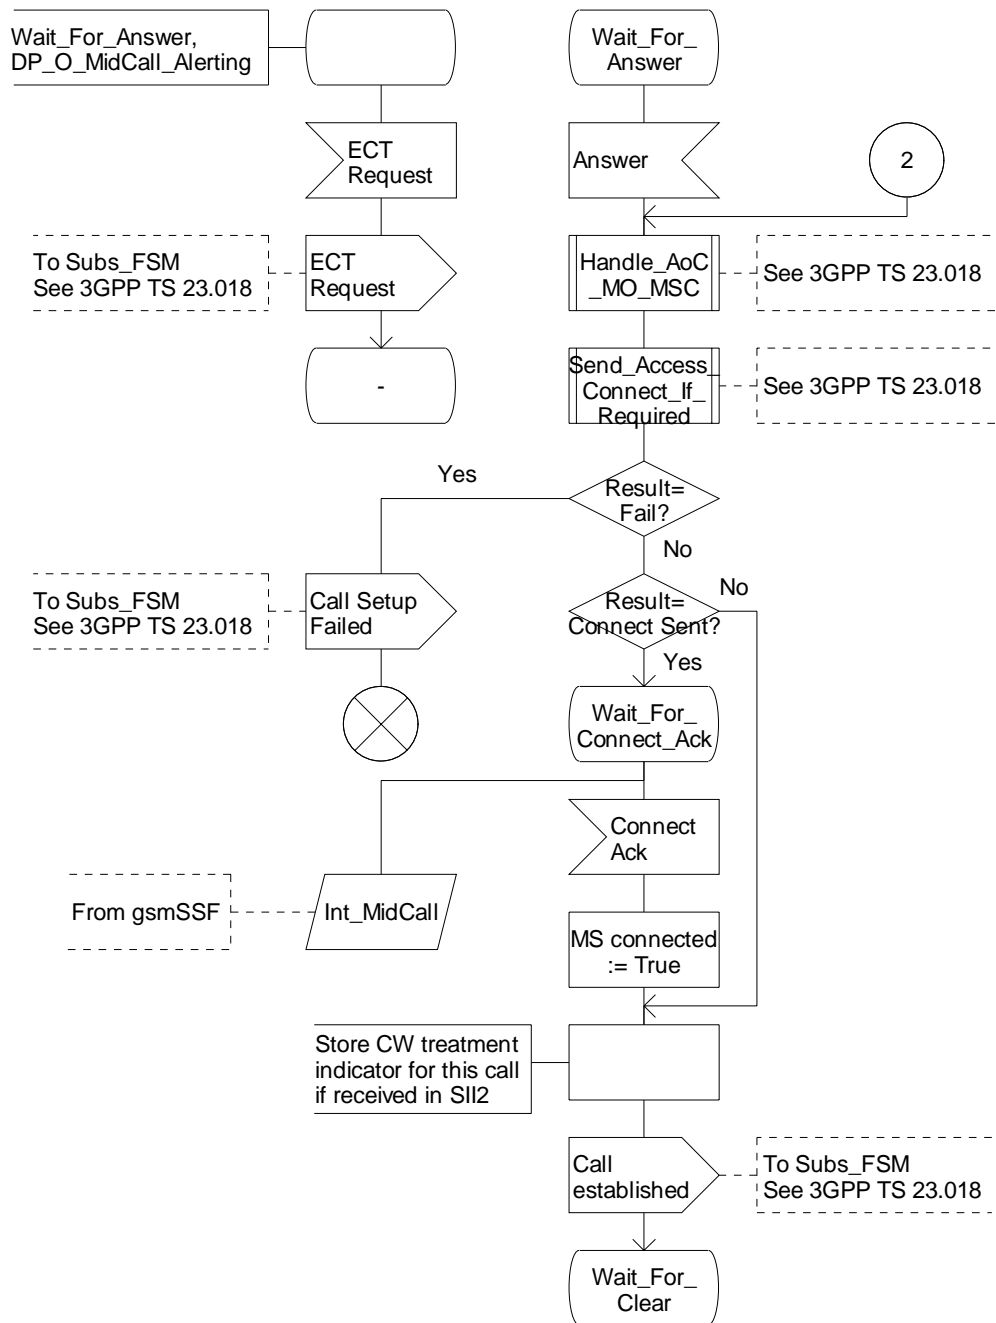 Wait_For_Answer,
DP_O_MidCall_Alerting
Wait_For_
Answer
ECT
Request
Answer
2
To Subs_FSM
See 3GPP TS 23.018
ECT
Request
Handle_AoC
_MO_MSC
See 3GPP TS 23.018
-
Send_Access_
Connect_If_
Required
See 3GPP TS 23.018
Yes
Result=
Fail?
No
To Subs_FSM
See 3GPP TS 23.018
Call Setup
Failed
Result=
Connect Sent?
No
Yes
Wait_For_
Connect_Ack
Connect
Ack
From gsmSSF
Int_MidCall
MS connected
:= True
Store CW treatment
indicator for this call
if received in SII2
Call
established
To Subs_FSM
See 3GPP TS 23.018
Wait_For_
Clear